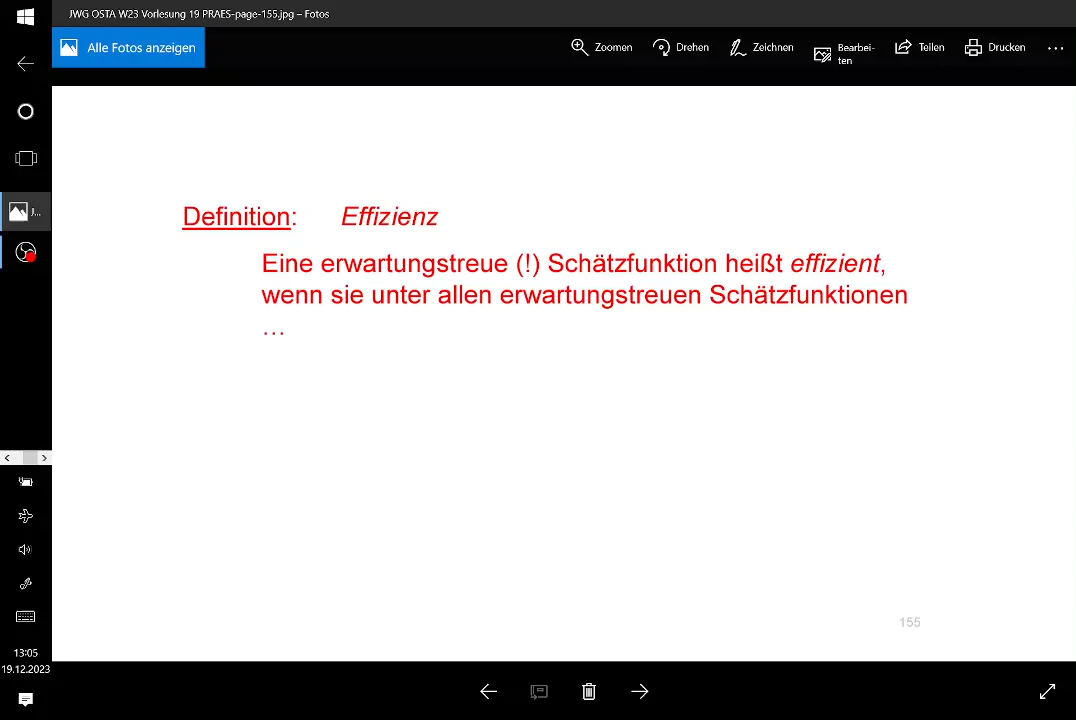 JWG OSTA W23 Vorlesung 19 PRAES-page-155.jpg – Fotos
Alle Fotos anzeigen
Zoomen
Drehen
Zeichnen
Bearbei-
ten
Teilen
Drucken
J...
Definition: Effizienz
Eine erwartungstreue (!) Schätzfunktion heißt effizient,
wenn sie unter allen erwartungstreuen Schätzfunktionen
…
155
13:05
19.12.2023